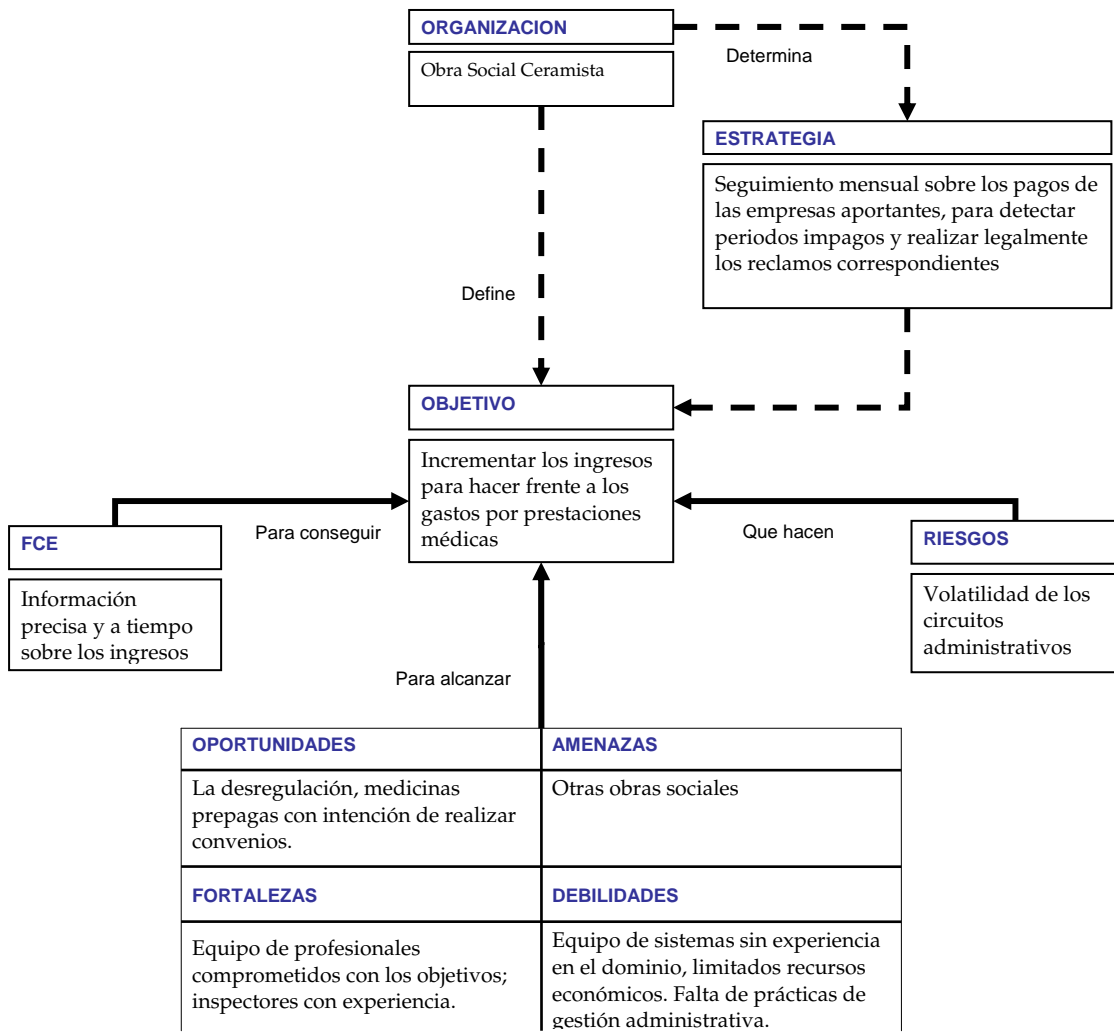 ORGANIZACION
Obra Social Ceramista
Determina
ESTRATEGIA
Seguimiento mensual sobre los pagos de
las empresas aportantes, para detectar
periodos impagos y realizar legalmente
los reclamos correspondientes
Define
OBJETIVO
Incrementar los ingresos
para hacer frente a los
gastos por prestaciones
médicas
Para conseguir
Que hacen
FCE
Información
precisa y a tiempo
sobre los ingresos
RIESGOS
Volatilidad de los
circuitos
administrativos
Para alcanzar
OPORTUNIDADES
La desregulación, medicinas
prepagas con intención de realizar
convenios.
AMENAZAS
Otras obras sociales
FORTALEZAS
Equipo de profesionales
comprometidos con los objetivos;
inspectores con experiencia.
DEBILIDADES
Equipo de sistemas sin experiencia
en el dominio, limitados recursos
económicos. Falta de prácticas de
gestión administrativa.